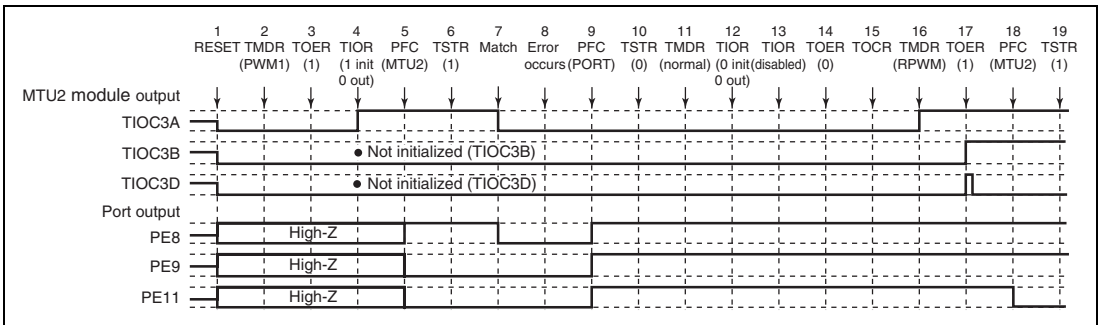 1 2 3 4 5 6 7 8 9 10 11 12 13 14 15 16 17 18 19
RESET TMDR TOER TIOR PFC TSTR Match Error PFC TSTR TMDR TIOR TIOR TOER TOCR TMDR TOER PFC TSTR
(PWM1) (1) (1 init (MTU2) (1) occurs (PORT) (0) (normal) (0 init (disabled) (0) (RPWM) (1) (MTU2) (1)
0 out) 0 out)
MTU2 module output
TIOC3A
TIOC3B • Not initialized (TIOC3B)
TIOC3D • Not initialized (TIOC3D)
Port output
PE8 High-Z
PE9 High-Z
PE11 High-Z